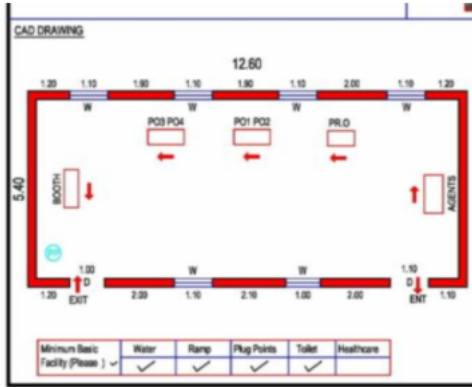 CAD DRAWING
12.60
1.20 1.10 1.90 1.10 1.90 1.10 2.00 1.10 1.20
W W W W
PO3 PO4 PO1 PO2 PR.O
5.40
BOOTH
AGENTS
1.00 W W 1.10
D D
1.20 2.00 1.10 2.10 1.00 2.00 1.10
EXIT ENT
Minimum Basic Water Ramp Plug Points Toilet Healthcare
Facility (Please ) ✓ ✓ ✓ ✓ ✓